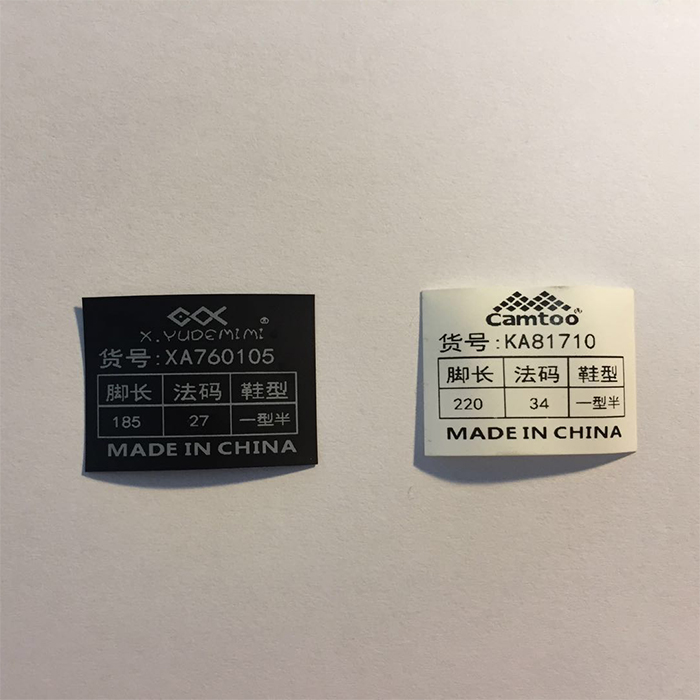 X.YUDEMIMI®
货号:XA760105
脚长 法码 鞋型
185 27 一型半
MADE IN CHINA
Camtoo®
货号:KA81710
脚长 法码 鞋型
220 34 一型半
MADE IN CHINA